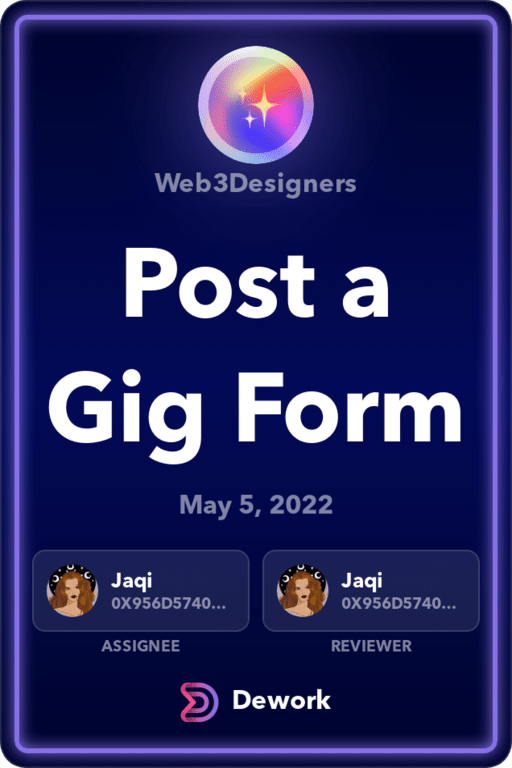 Web3Designers
Post a
Gig Form
May 5, 2022
Jaqi
0X956D5740...
ASSIGNEE
Jaqi
0X956D5740...
REVIEWER
Dework